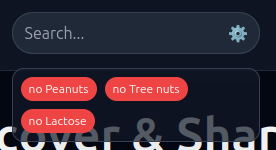 Search...
no Peanuts no Tree nuts
no Lactose
cover & Shar